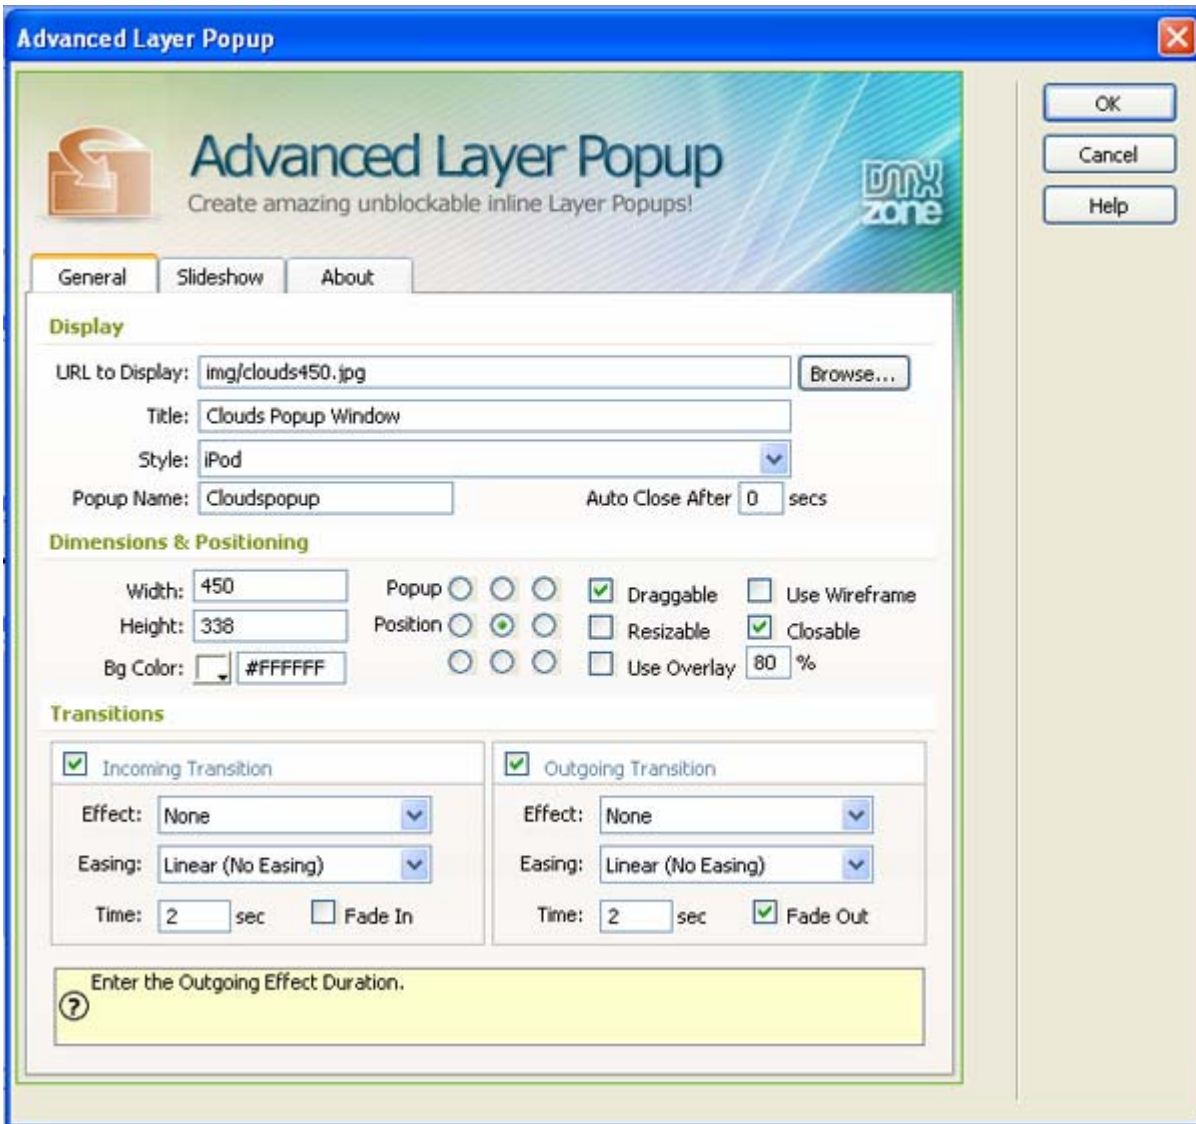 Advanced Layer Popup
OK
Cancel
Help
Advanced Layer Popup
Create amazing unblockable inline Layer Popups!
DMX
zone
General Slideshow About
Display
URL to Display: img/clouds450.jpg Browse...
Title: Clouds Popup Window
Style: iPod
Popup Name: Cloudspopup Auto Close After 0 secs
Dimensions & Positioning
Width: 450 Popup Draggable Use Wireframe
Height: 338 Position Resizable Closable
Bg Color: #FFFFFF Use Overlay 80 %
Transitions
Incoming Transition Outgoing Transition
Effect: None Effect: None
Easing: Linear (No Easing) Easing: Linear (No Easing)
Time: 2 sec Fade In Time: 2 sec Fade Out
Enter the Outgoing Effect Duration.
?